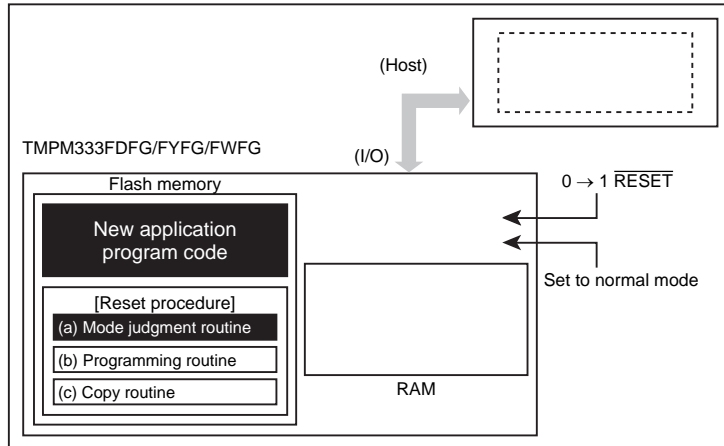 (Host)
TMPM333FDFG/FYFG/FWFG
(I/O)
Flash memory
0 → 1 RESET
New application
program code
Set to normal mode
[Reset procedure]
(a) Mode judgment routine
(b) Programming routine
(c) Copy routine
RAM